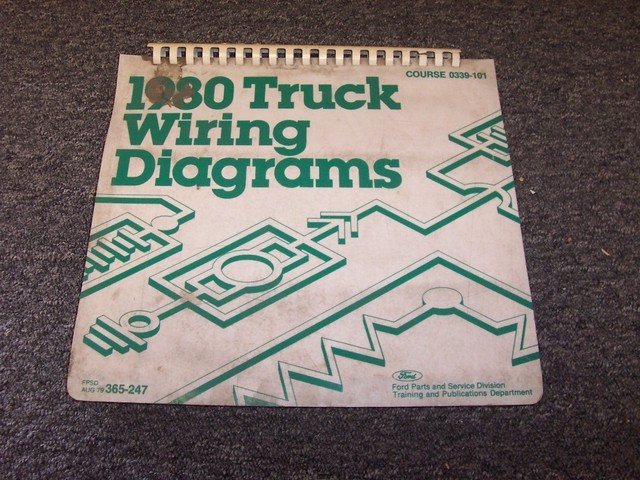 COURSE 0339-101
1980 Truck
Wiring
Diagrams
FPSD
AUG 79 365-247
Ford
Ford Parts and Service Division
Training and Publications Department